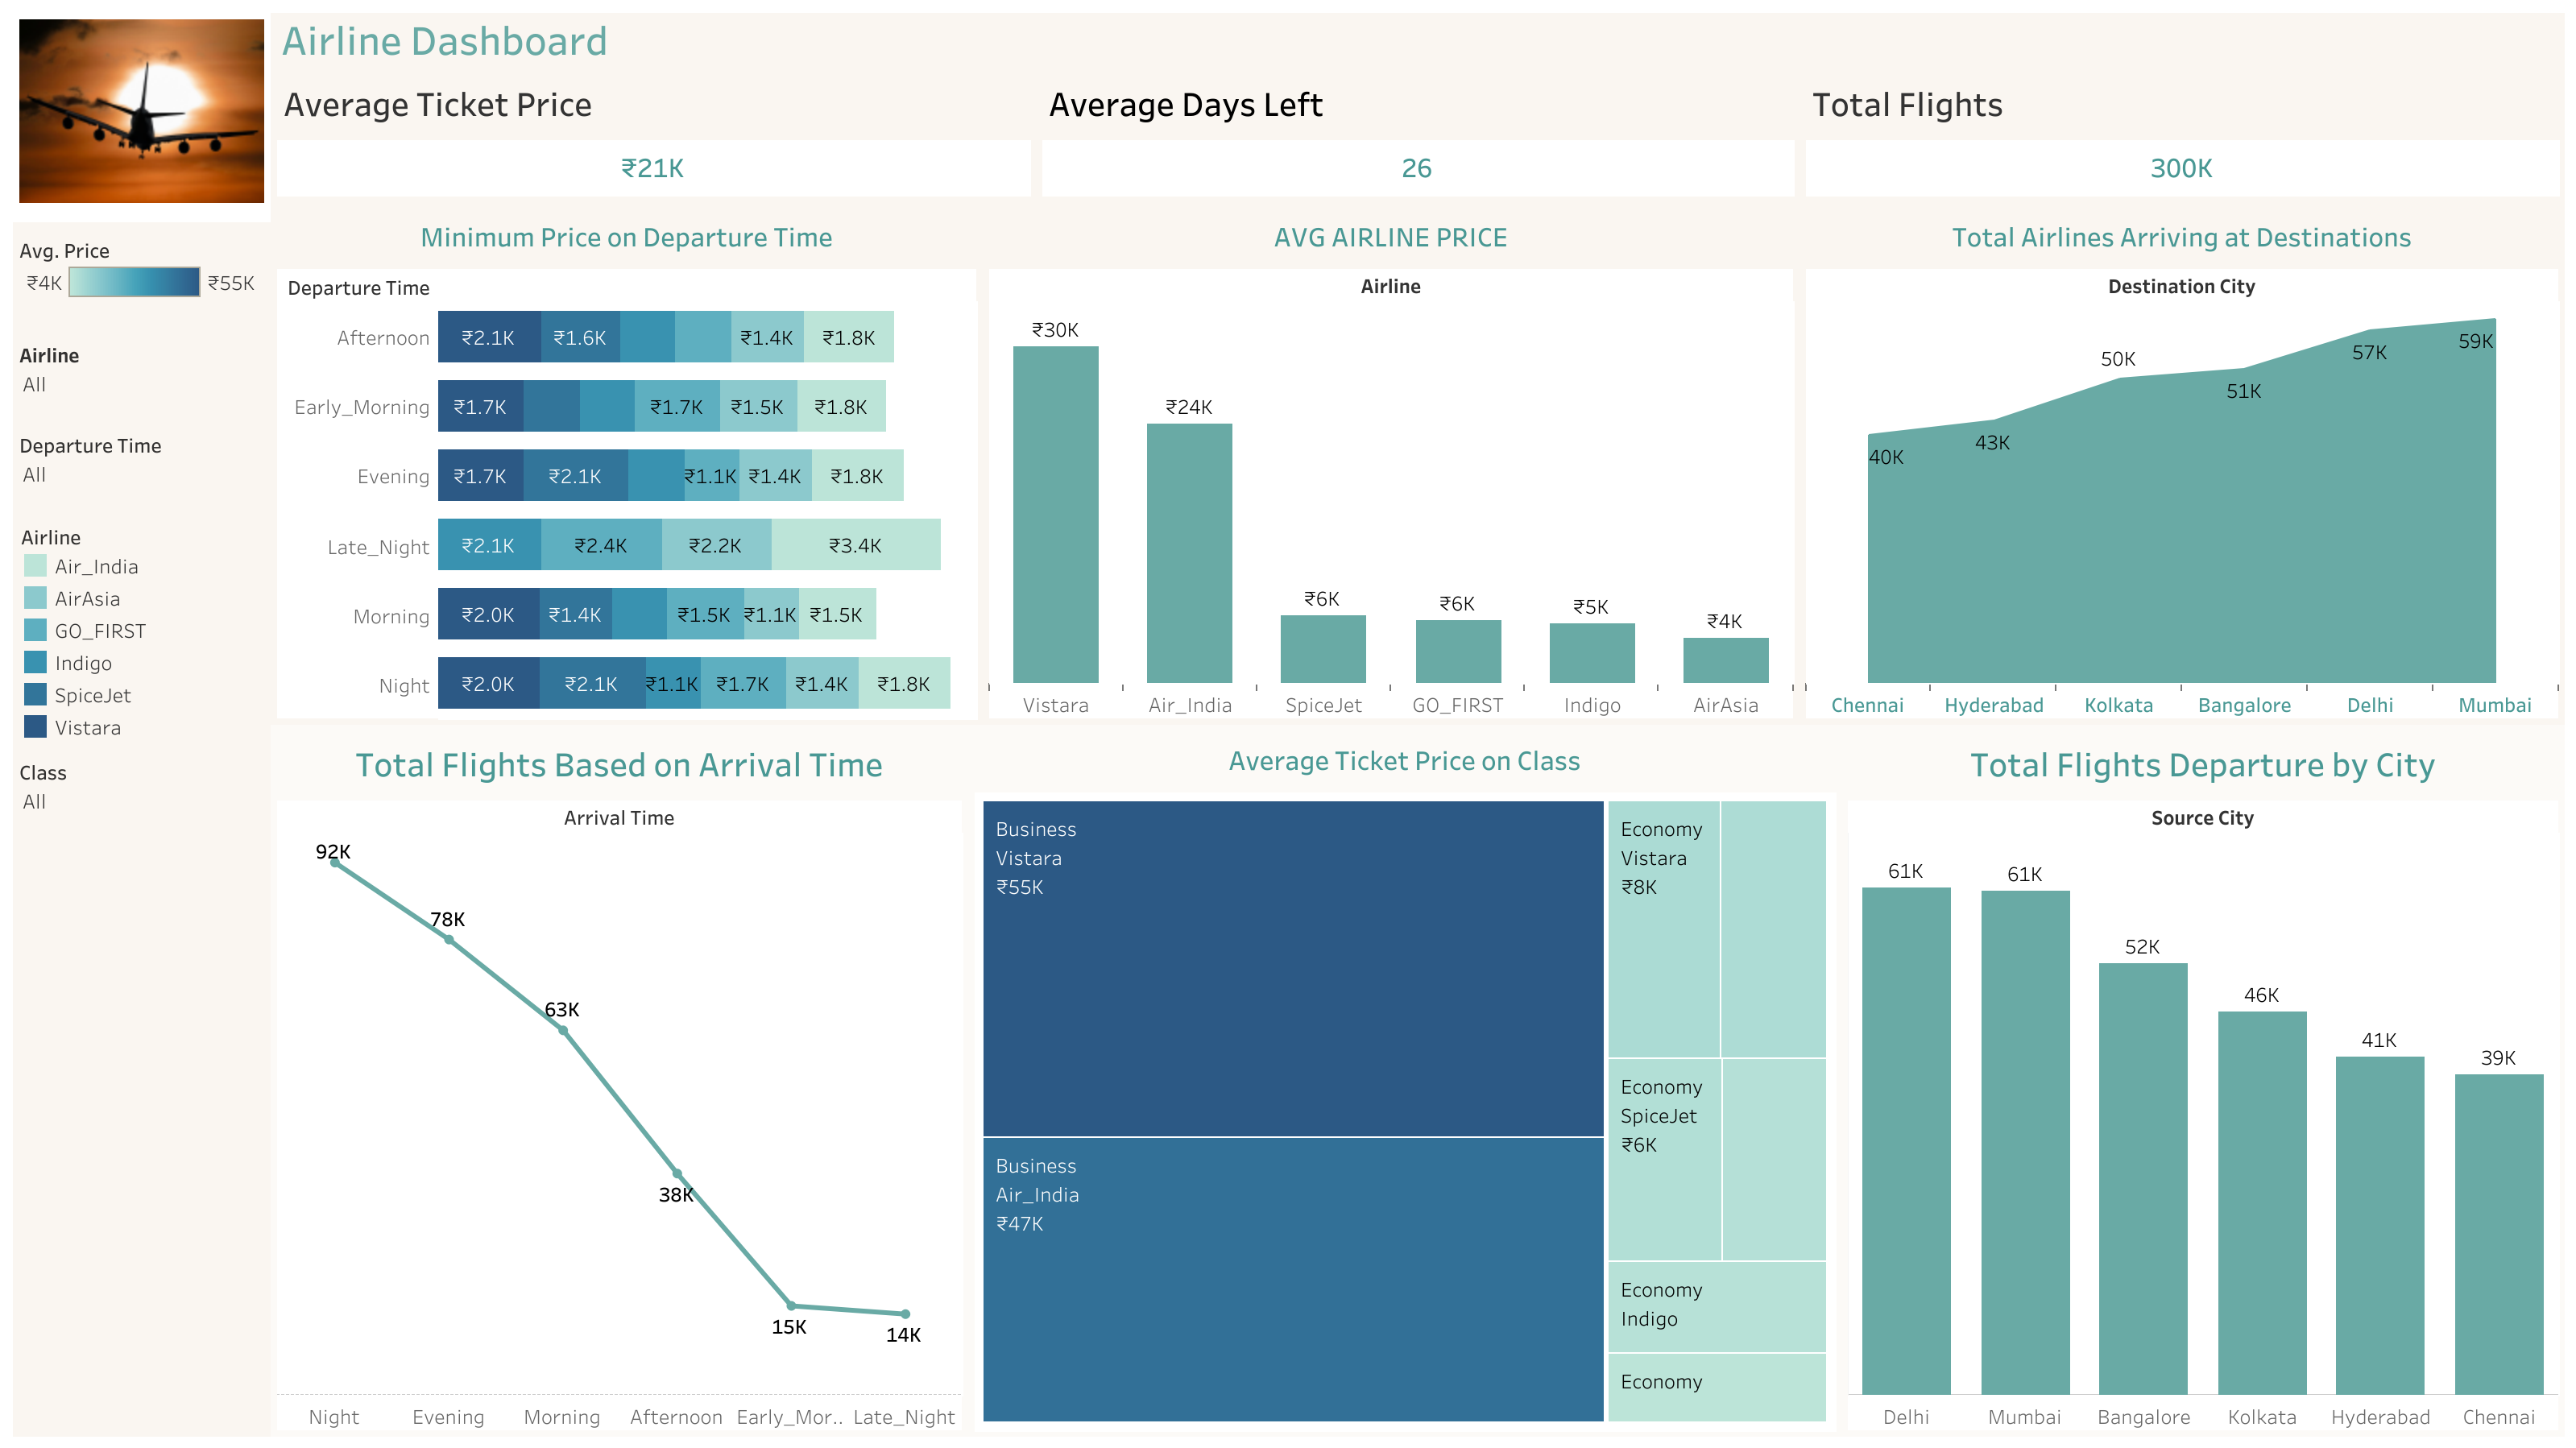 Airline Dashboard
Average Ticket Price
₹21K
Average Days Left
26
Total Flights
300K
Avg. Price
₹4K ₹55K
Airline
All
Departure Time
All
Airline
Air_India
AirAsia
GO_FIRST
Indigo
SpiceJet
Vistara
Class
All
Minimum Price on Departure Time
Departure Time
Afternoon ₹2.1K ₹1.6K ₹1.4K ₹1.8K
Early_Morning ₹1.7K ₹1.7K ₹1.5K ₹1.8K
Evening ₹1.7K ₹2.1K ₹1.1K ₹1.4K ₹1.8K
Late_Night ₹2.1K ₹2.4K ₹2.2K ₹3.4K
Morning ₹2.0K ₹1.4K ₹1.5K ₹1.1K ₹1.5K
Night ₹2.0K ₹2.1K ₹1.1K ₹1.7K ₹1.4K ₹1.8K
AVG AIRLINE PRICE
Airline
₹30K ₹24K ₹6K ₹6K ₹5K ₹4K
Vistara Air_India SpiceJet GO_FIRST Indigo AirAsia
Total Airlines Arriving at Destinations
Destination City
40K 43K 50K 51K 57K 59K
Chennai Hyderabad Kolkata Bangalore Delhi Mumbai
Total Flights Based on Arrival Time
Arrival Time
92K 78K 63K 38K 15K 14K
Night Evening Morning Afternoon Early_Mor.. Late_Night
Average Ticket Price on Class
Business
Vistara
₹55K
Business
Air_India
₹47K
Economy
Vistara
₹8K
Economy
SpiceJet
₹6K
Economy
Indigo
Economy
Total Flights Departure by City
Source City
61K 61K 52K 46K 41K 39K
Delhi Mumbai Bangalore Kolkata Hyderabad Chennai